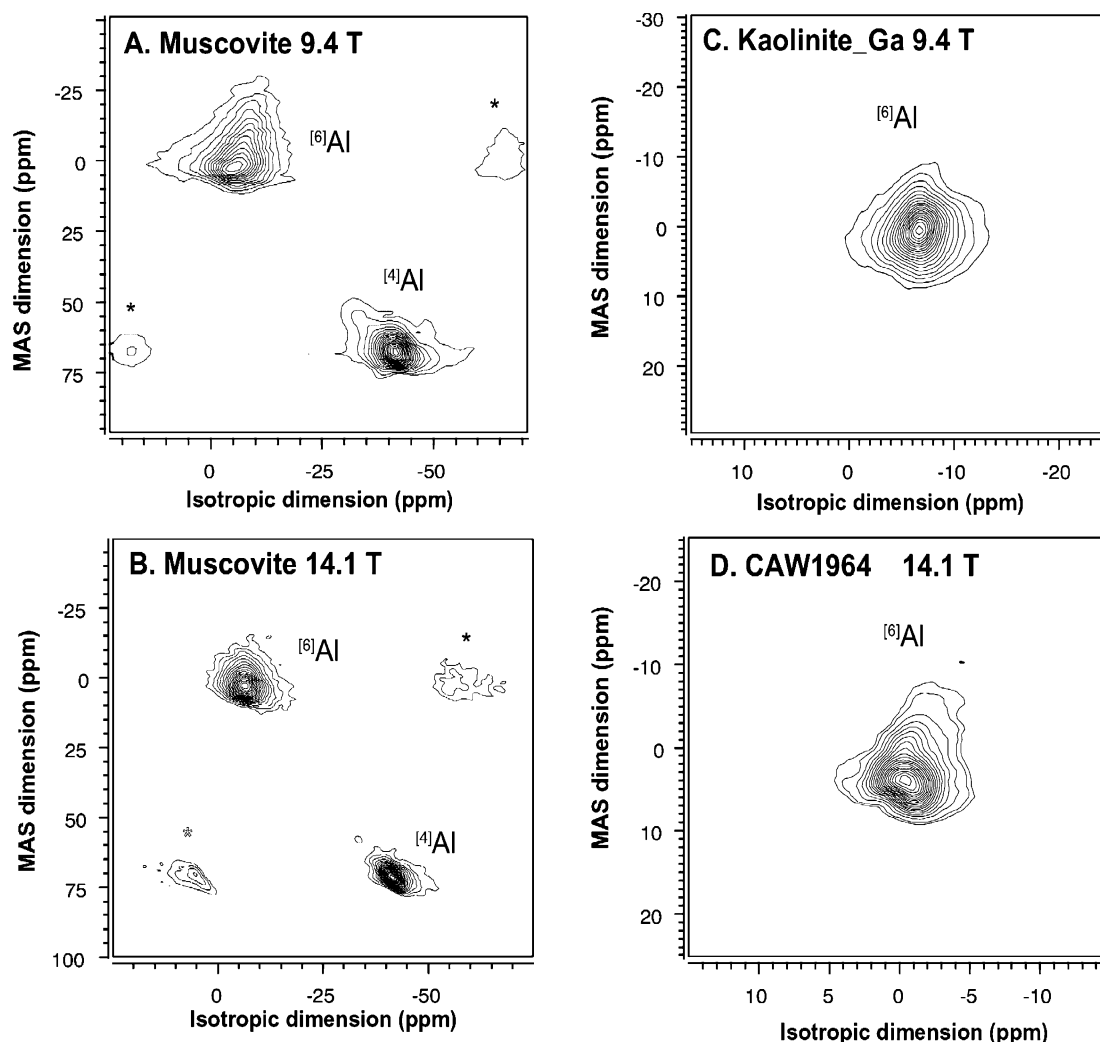 A. Muscovite 9.4 T
-25
0
25
50
75
MAS dimension (ppm)
[6]Al
*
[4]Al
*
0
-25
-50
Isotropic dimension (ppm)
C. Kaolinite_Ga 9.4 T
-30
-20
-10
0
10
20
MAS dimension (ppm)
[6]Al
10
0
-10
-20
Isotropic dimension (ppm)
B. Muscovite 14.1 T
-25
0
25
50
75
100
MAS dimension (ppm)
[6]Al
*
*
[4]Al
0
-25
-50
Isotropic dimension (ppm)
D. CAW1964 14.1 T
-20
-10
0
10
20
MAS dimension (ppm)
[6]Al
10
5
0
-5
-10
Isotropic dimension (ppm)